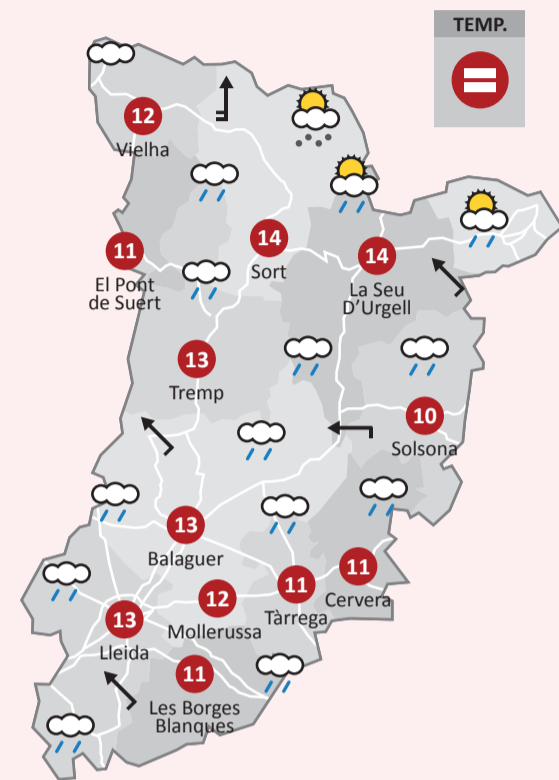 TEMP.
12
Vielha
11
El Pont
de Suert
14
Sort
14
La Seu
D'Urgell
13
Tremp
10
Solsona
13
Balaguer
11
Cervera
11
Tàrrega
12
Mollerussa
13
Lleida
11
Les Borges
Blanques